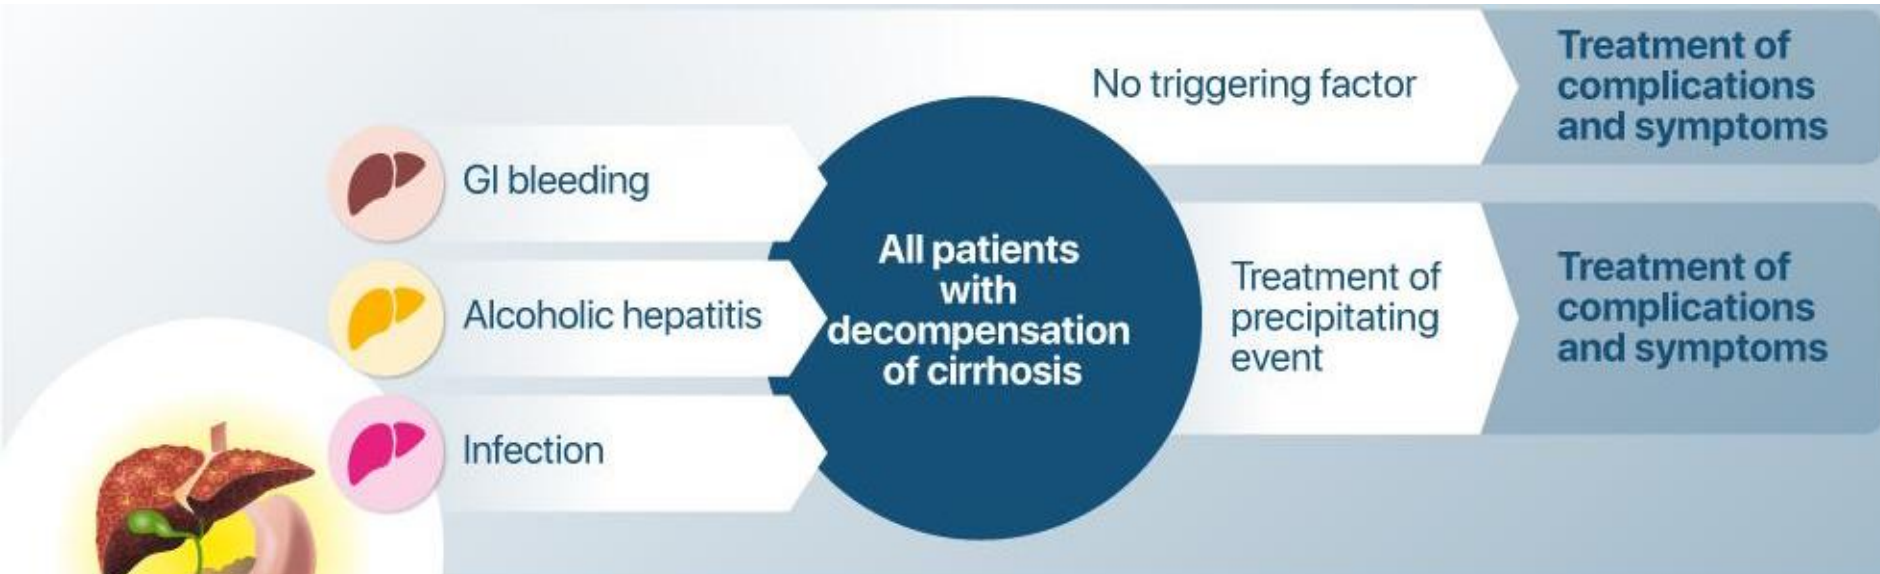 No triggering factor
Treatment of
complications
and symptoms
GI bleeding
Alcoholic hepatitis
Infection
All patients
with
decompensation
of cirrhosis
Treatment of
precipitating
event
Treatment of
complications
and symptoms